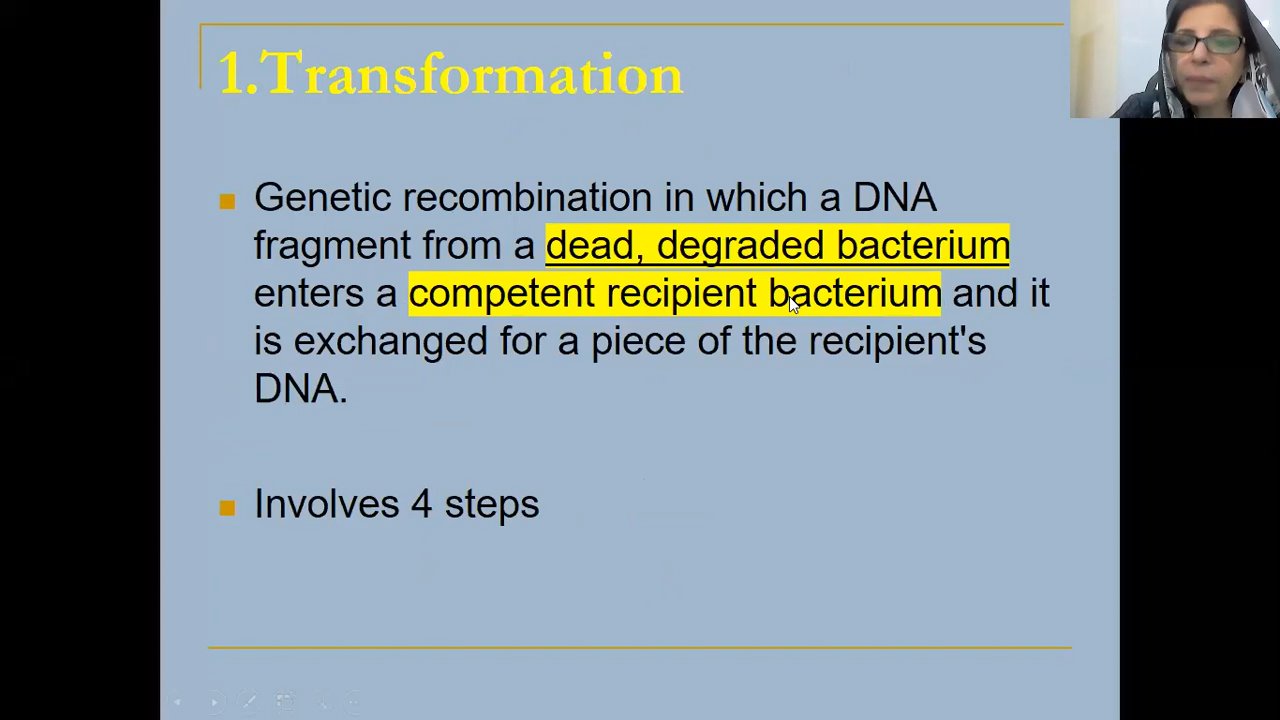 1.Transformation
Genetic recombination in which a DNA
fragment from a dead, degraded bacterium
enters a competent recipient bacterium and it
is exchanged for a piece of the recipient's
DNA.
Involves 4 steps